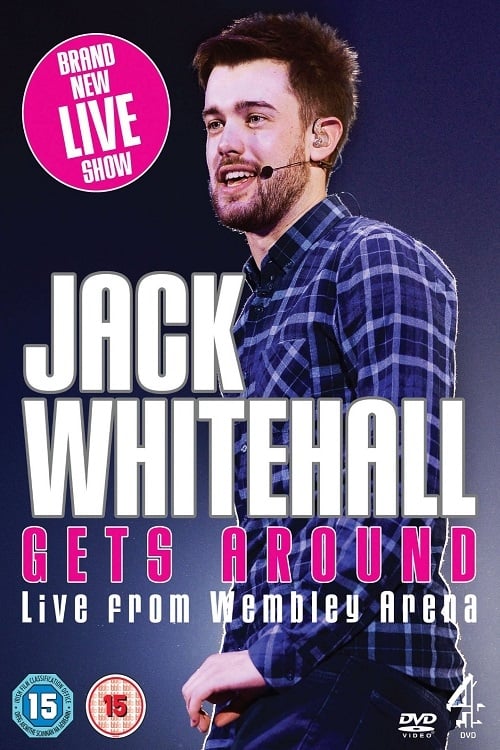 BRAND
NEW
LIVE
SHOW
JACK
WHITEHALL
GETS AROUND
Live from Wembley Arena
15
15
DVD
VIDEO
4
DVD